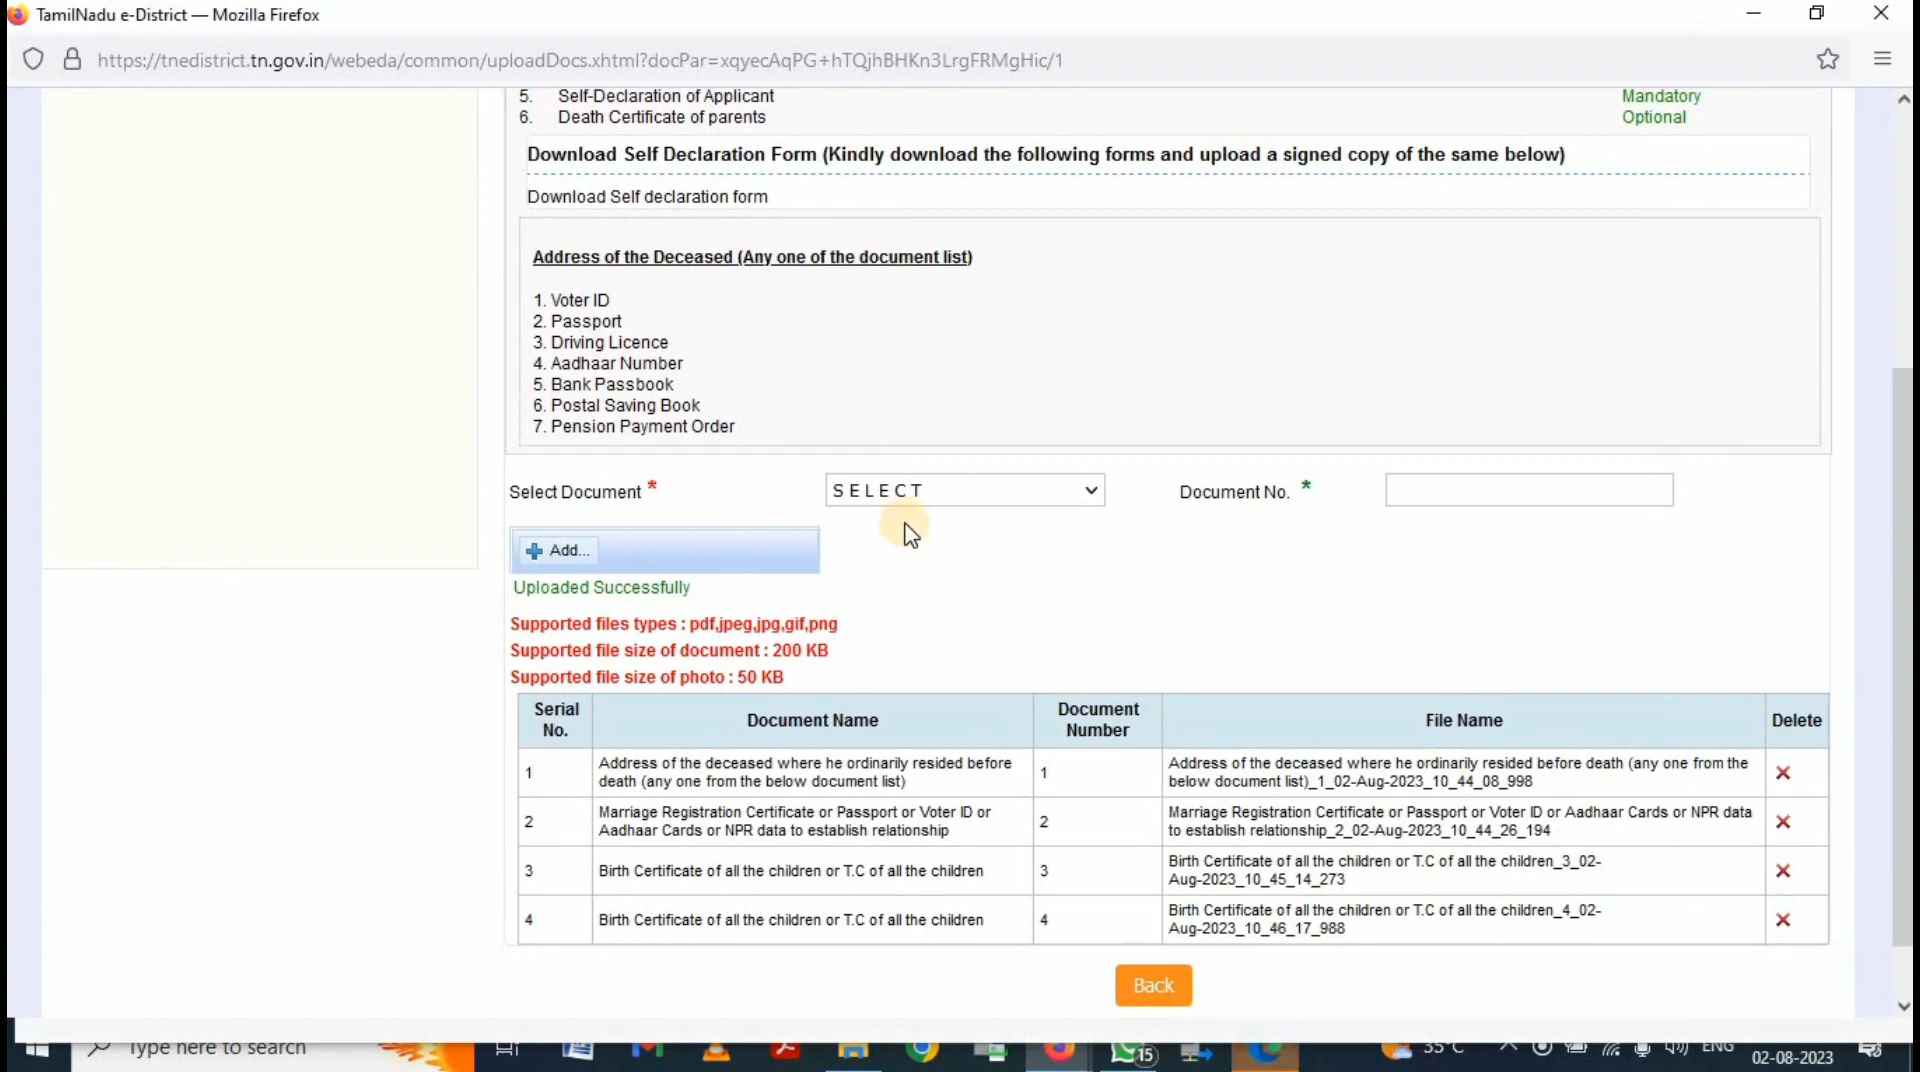 TamilNadu e-District — Mozilla Firefox
https://tnedistrict.tn.gov.in/webeda/common/uploadDocs.xhtml?docPar=xqyecAqPG+hTQjhBHKn3LrgFRMgHic/1
5. Self-Declaration of Applicant Mandatory
6. Death Certificate of parents Optional
Download Self Declaration Form (Kindly download the following forms and upload a signed copy of the same below)
Download Self declaration form
Address of the Deceased (Any one of the document list)
1. Voter ID
2. Passport
3. Driving Licence
4. Aadhaar Number
5. Bank Passbook
6. Postal Saving Book
7. Pension Payment Order
Select Document * SELECT Document No. *
Add...
Uploaded Successfully
Supported files types : pdf,jpeg,jpg,gif,png
Supported file size of document : 200 KB
Supported file size of photo : 50 KB
Serial No. Document Name Document Number File Name Delete
1 Address of the deceased where he ordinarily resided before death (any one from the below document list) 1 Address of the deceased where he ordinarily resided before death (any one from the below document list)_1_02-Aug-2023_10_44_08_998
2 Marriage Registration Certificate or Passport or Voter ID or Aadhaar Cards or NPR data to establish relationship 2 Marriage Registration Certificate or Passport or Voter ID or Aadhaar Cards or NPR data to establish relationship_2_02-Aug-2023_10_44_26_194
3 Birth Certificate of all the children or T.C of all the children 3 Birth Certificate of all the children or T.C of all the children_3_02-Aug-2023_10_45_14_273
4 Birth Certificate of all the children or T.C of all the children 4 Birth Certificate of all the children or T.C of all the children_4_02-Aug-2023_10_46_17_988
Back
Type here to search 15 35°C ENG
02-08-2023